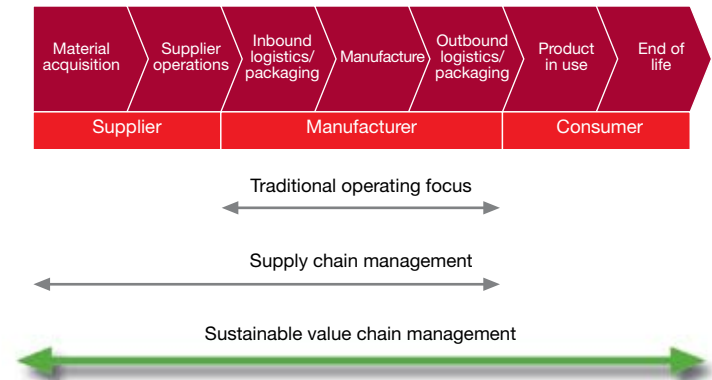 Material
acquisition
Supplier
operations
Inbound
logistics/
packaging
Manufacture
Outbound
logistics/
packaging
Product
in use
End of
life
Supplier
Manufacturer
Consumer
Traditional operating focus
Supply chain management
Sustainable value chain management